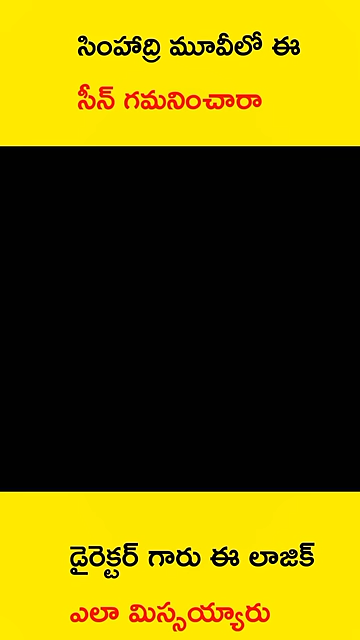 సింహాద్రి మూవీలో ఈ
సీన్ గమనించారా
డైరెక్టర్ గారు ఈ లాజిక్
ఎలా మిస్సయ్యారు